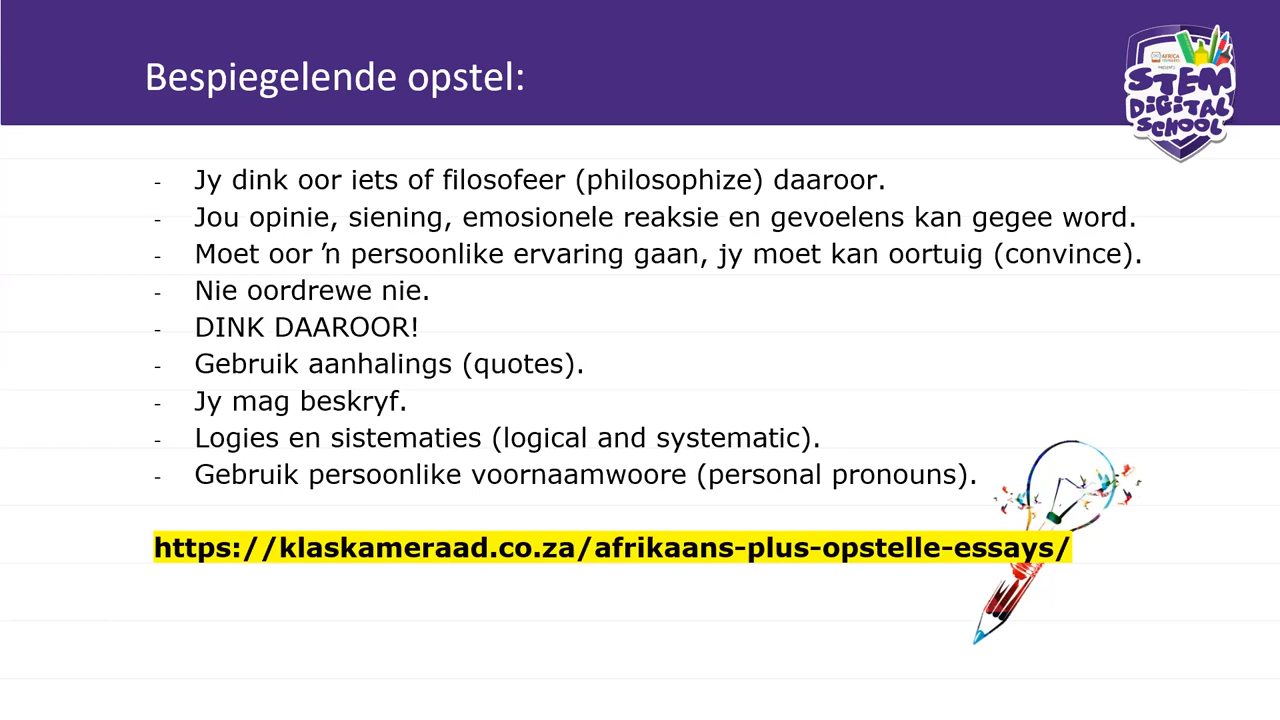 Bespiegelende opstel:
AFRICA
PRESENTS
STEM
DIGITAL
SCHOOL
- Jy dink oor iets of filosofeer (philosophize) daaroor.
- Jou opinie, siening, emosionele reaksie en gevoelens kan gegee word.
- Moet oor ’n persoonlike ervaring gaan, jy moet kan oortuig (convince).
- Nie oordrewe nie.
- DINK DAAROOR!
- Gebruik aanhalings (quotes).
- Jy mag beskryf.
- Logies en sistematies (logical and systematic).
- Gebruik persoonlike voornaamwoore (personal pronouns).
https://klaskameraad.co.za/afrikaans-plus-opstelle-essays/